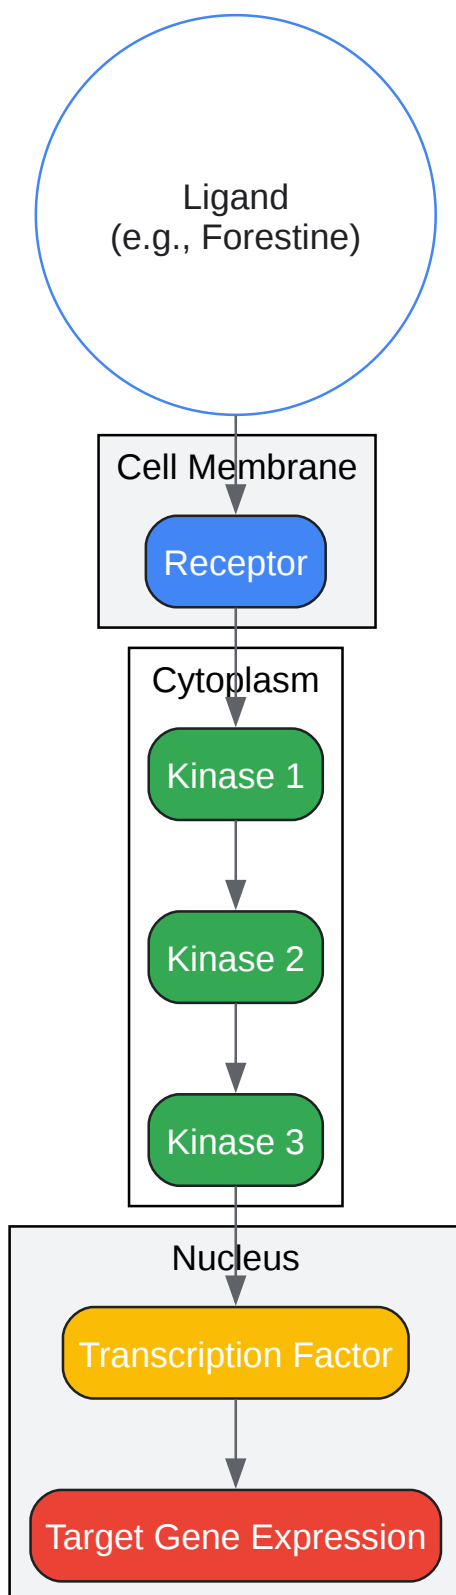 Ligand
(e.g., Forestine)
Cell Membrane
Receptor
Cytoplasm
Kinase 1
Kinase 2
Kinase 3
Nucleus
Transcription Factor
Target Gene Expression